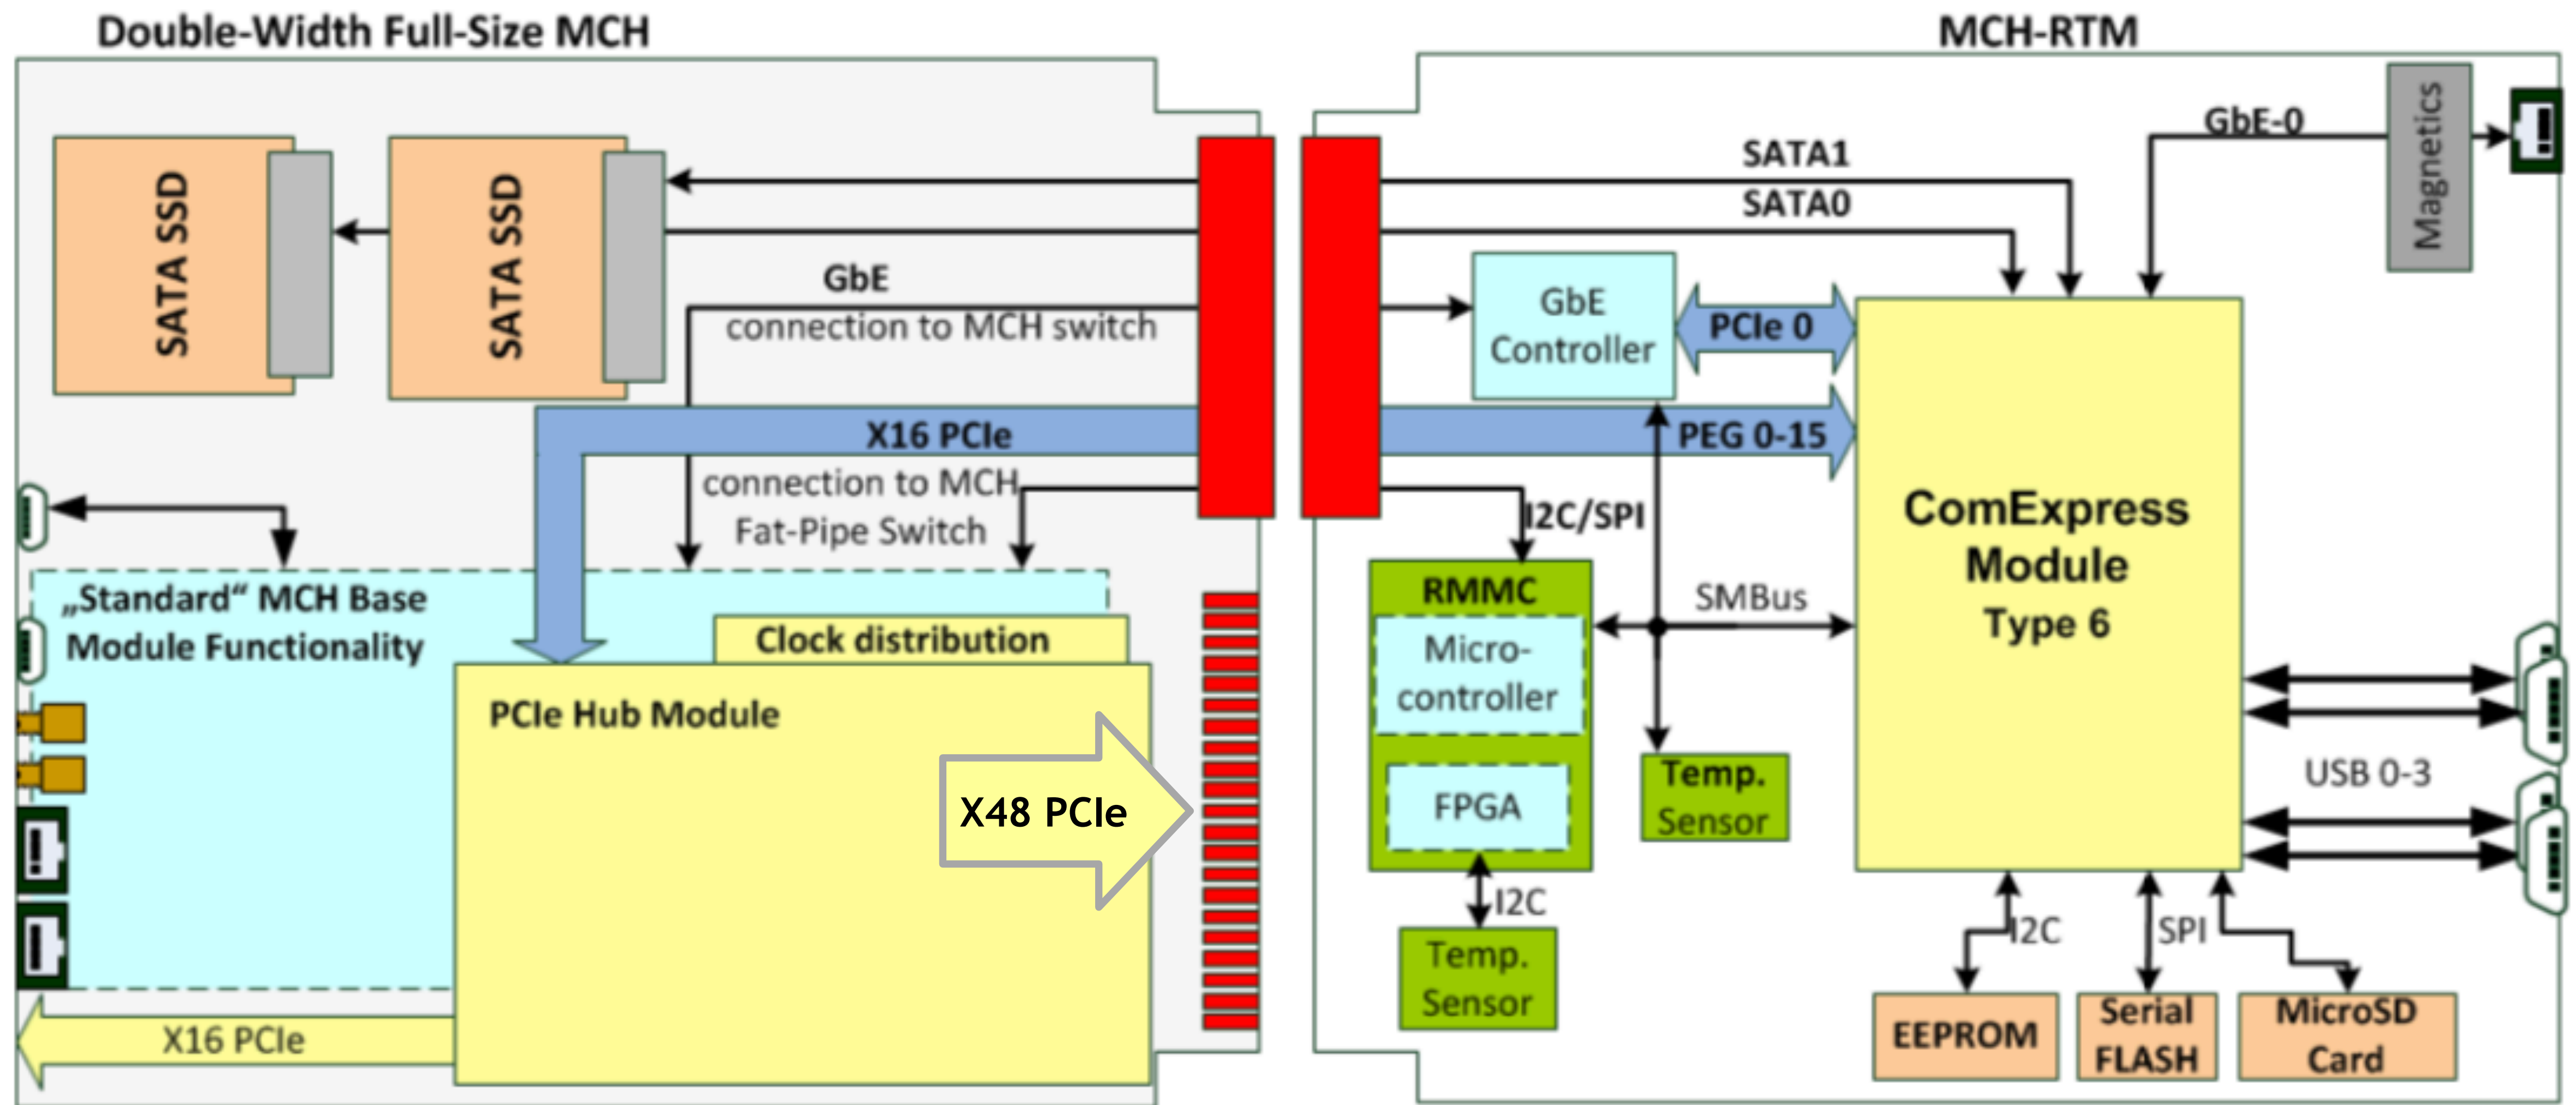 Double-Width Full-Size MCH
MCH-RTM
SATA SSD
SATA SSD
GbE
connection to MCH switch
X16 PCIe
connection to MCH
Fat-Pipe Switch
„Standard“ MCH Base
Module Functionality
Clock distribution
PCIe Hub Module
X48 PCIe
X16 PCIe
SATA1
SATA0
GbE-0
Magnetics
GbE
Controller
PCIe 0
PEG 0-15
I2C/SPI
RMMC
Micro-
controller
FPGA
SMBus
ComExpress
Module
Type 6
Temp.
Sensor
I2C
Temp.
Sensor
USB 0-3
I2C
SPI
EEPROM
Serial
FLASH
MicroSD
Card